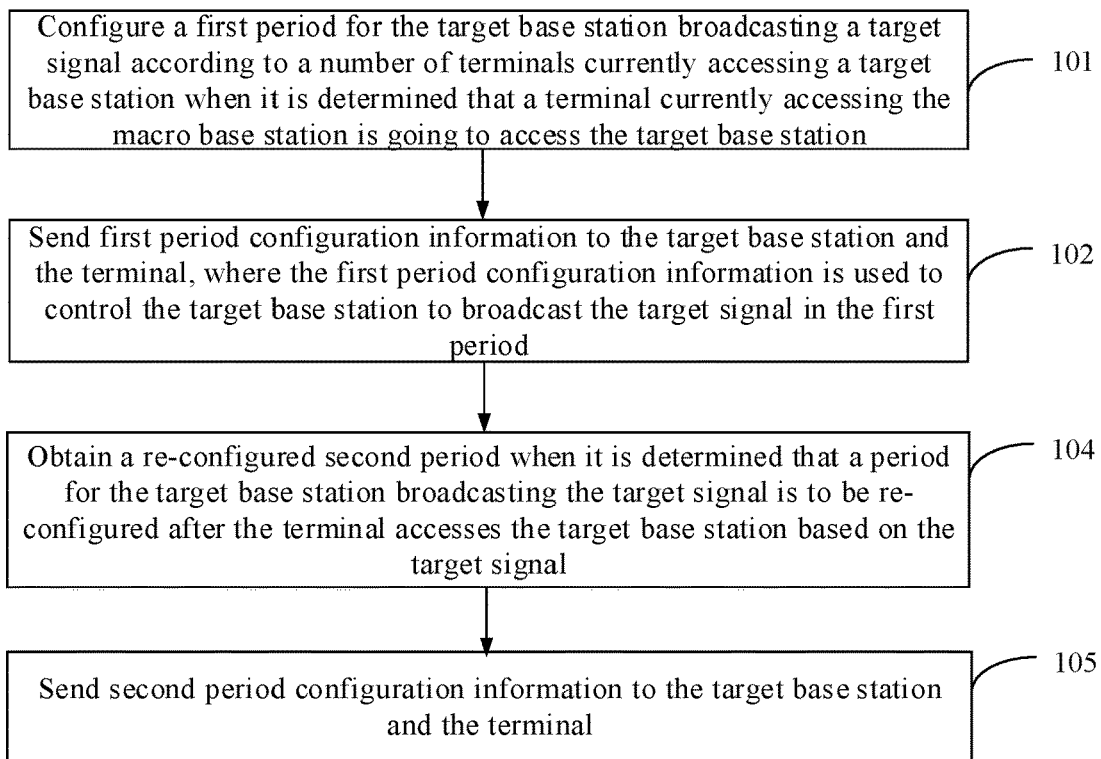 Configure a first period for the target base station broadcasting a target
signal according to a number of terminals currently accessing a target
base station when it is determined that a terminal currently accessing the
macro base station is going to access the target base station
101
Send first period configuration information to the target base station and
the terminal, where the first period configuration information is used to
control the target base station to broadcast the target signal in the first
period
102
Obtain a re-configured second period when it is determined that a period
for the target base station broadcasting the target signal is to be re-
configured after the terminal accesses the target base station based on the
target signal
104
Send second period configuration information to the target base station
and the terminal
105